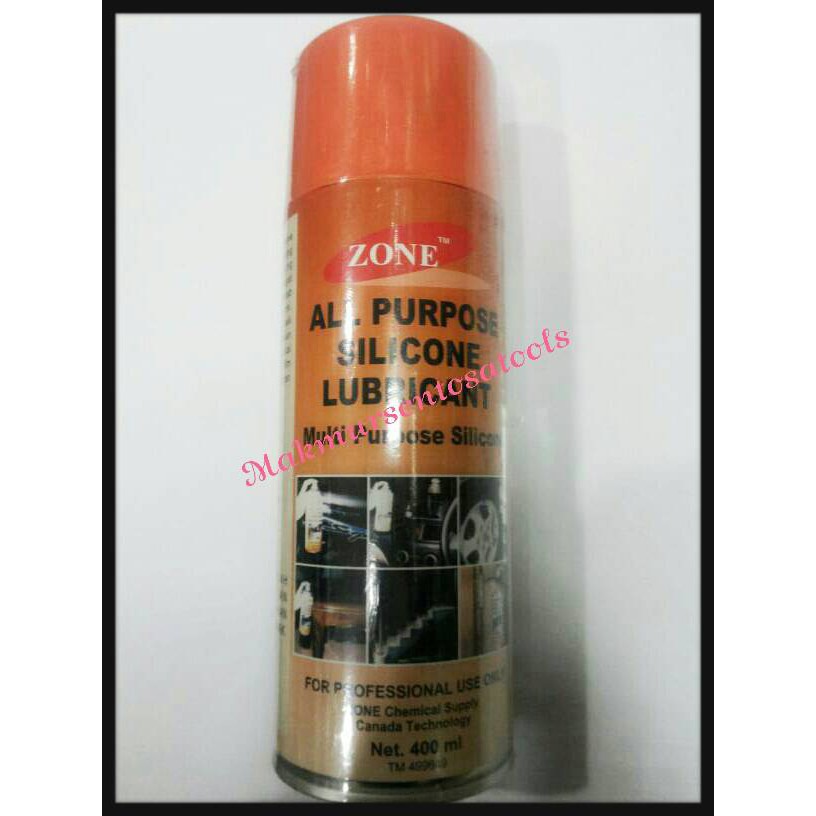 ZONE™
ALL PURPOSE
SILICONE
LUBRICANT
Multi Purpose Silicone
Makmursentosatools
FOR PROFESSIONAL USE ONLY
ZONE Chemical Supply
Canada Technology
Net. 400 ml